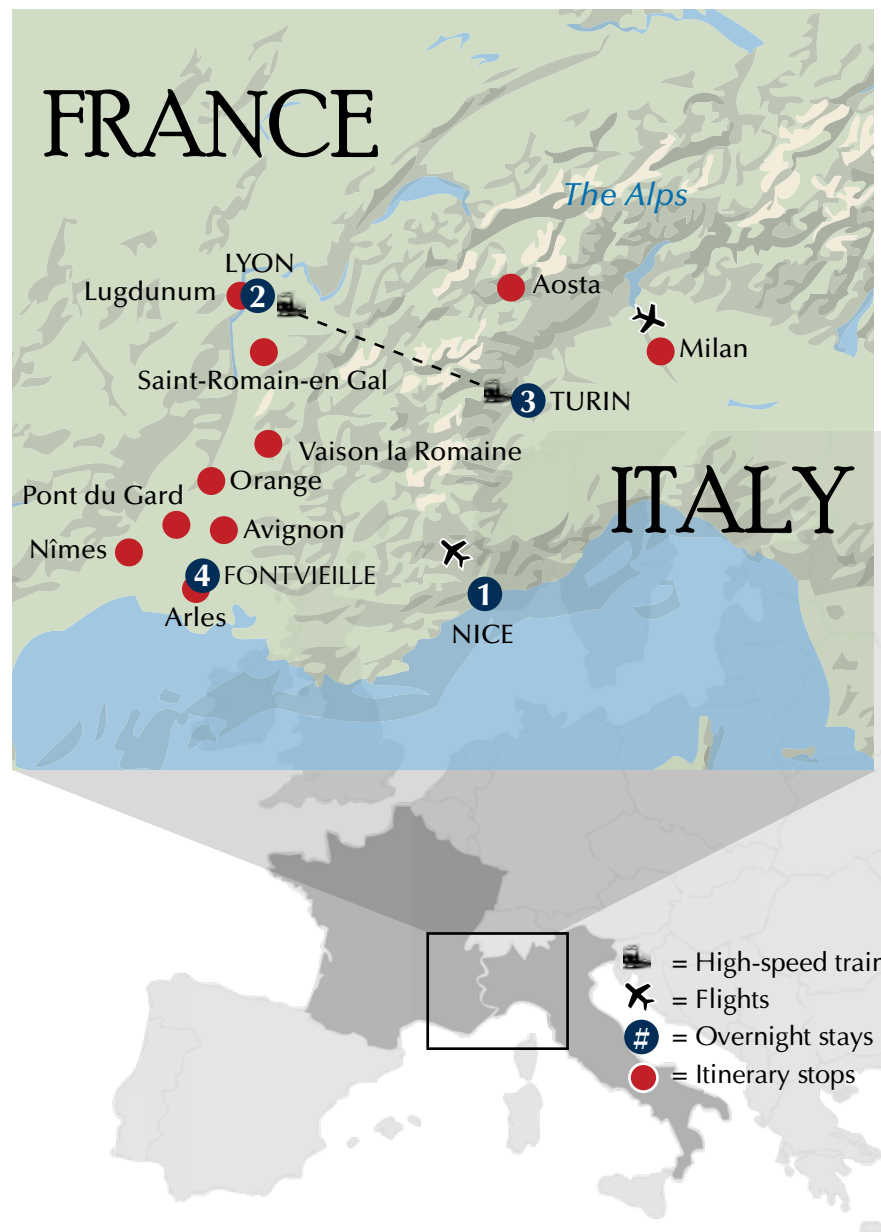 FRANCE
The Alps
LYON
Lugdunum
2
Aosta
Milan
Saint-Romain-en Gal
3
TURIN
Vaison la Romaine
ITALY
Orange
Pont du Gard
Avignon
Nîmes
4
FONTVIEILLE
Arles
1
NICE
= High-speed train
= Flights
# = Overnight stays
= Itinerary stops